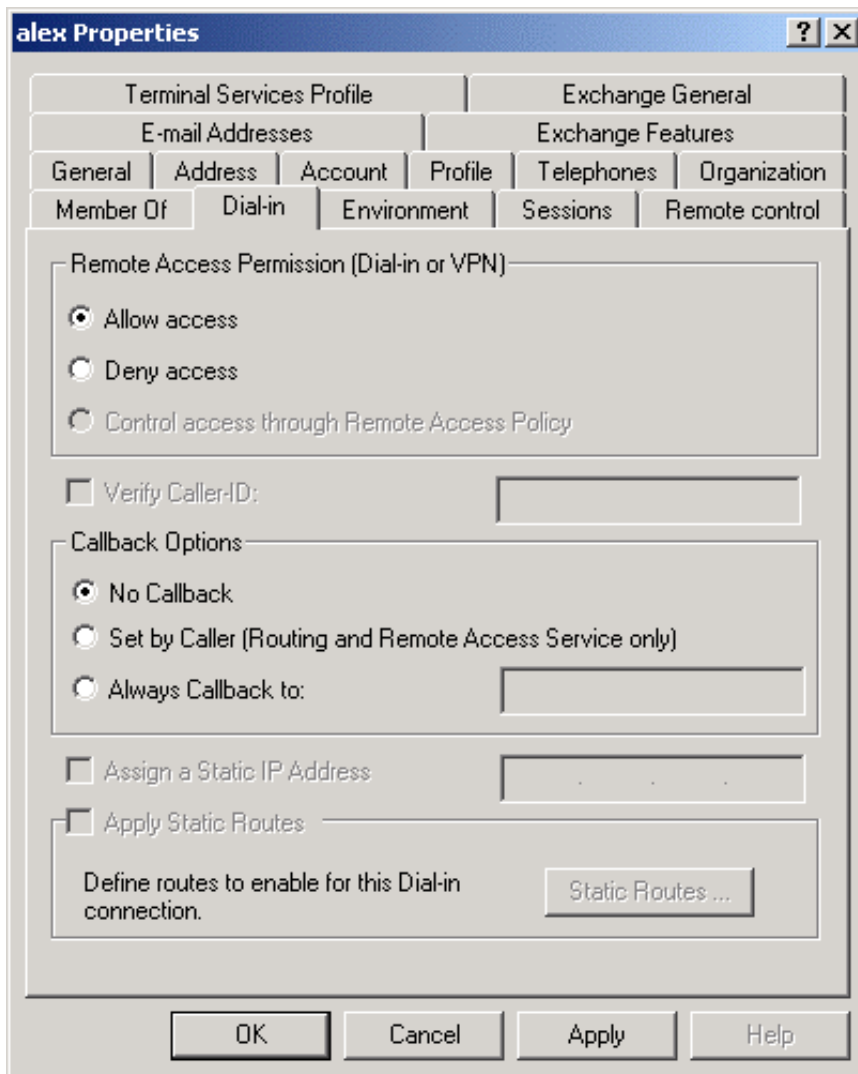 alex Properties
Terminal Services Profile Exchange General
E-mail Addresses Exchange Features
General Address Account Profile Telephones Organization
Member Of Dial-in Environment Sessions Remote control
Remote Access Permission (Dial-in or VPN)
Allow access
Deny access
Control access through Remote Access Policy
Verify Caller-ID:
Callback Options
No Callback
Set by Caller (Routing and Remote Access Service only)
Always Callback to:
Assign a Static IP Address
Apply Static Routes
Define routes to enable for this Dial-in
connection.
Static Routes ...
OK Cancel Apply Help